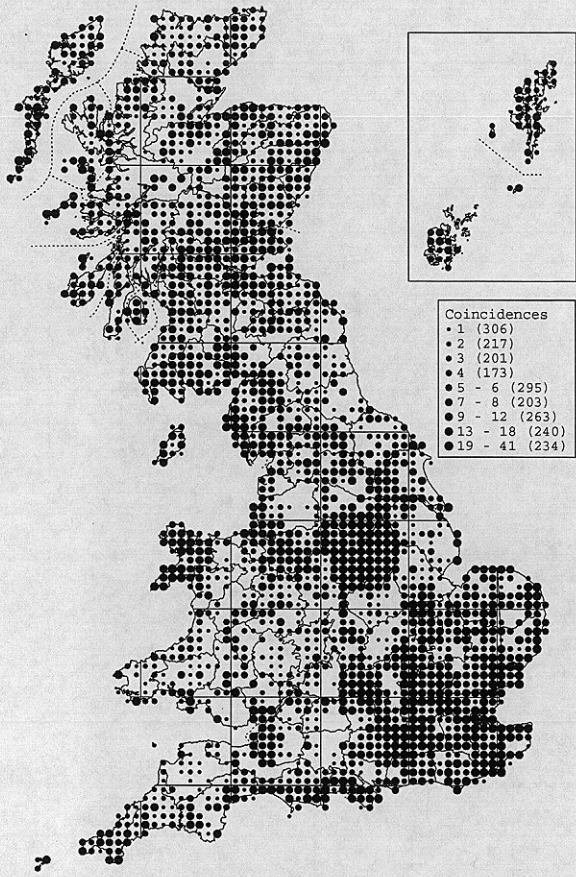 Coincidences
• 1 (306)
• 2 (217)
• 3 (201)
• 4 (173)
• 5 - 6 (295)
• 7 - 8 (203)
• 9 - 12 (263)
• 13 - 18 (240)
• 19 - 41 (234)